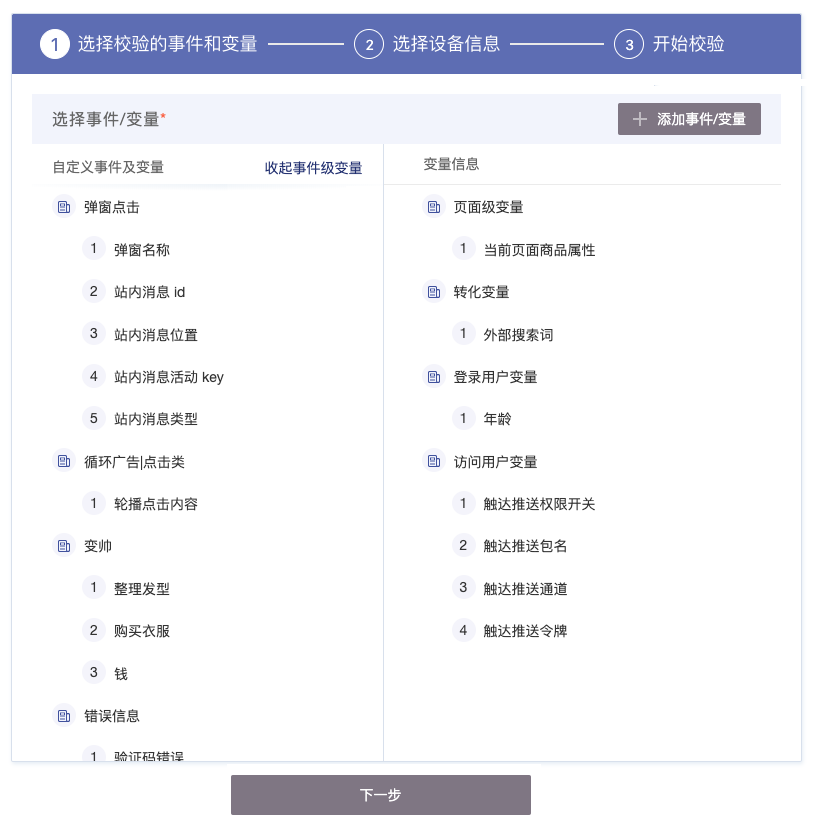 1 选择校验的事件和变量 2 选择设备信息 3 开始校验
选择事件/变量*
添加事件/变量
自定义事件及变量 收起事件级变量
弹窗点击
1 弹窗名称
2 站内消息 id
3 站内消息位置
4 站内消息活动 key
5 站内消息类型
循环广告|点击类
1 轮播点击内容
变帅
1 整理发型
2 购买衣服
3 钱
错误信息
1 验证码错误
变量信息
页面级变量
1 当前页面商品属性
转化变量
1 外部搜索词
登录用户变量
1 年龄
访问用户变量
1 触达推送权限开关
2 触达推送包名
3 触达推送通道
4 触达推送令牌
下一步